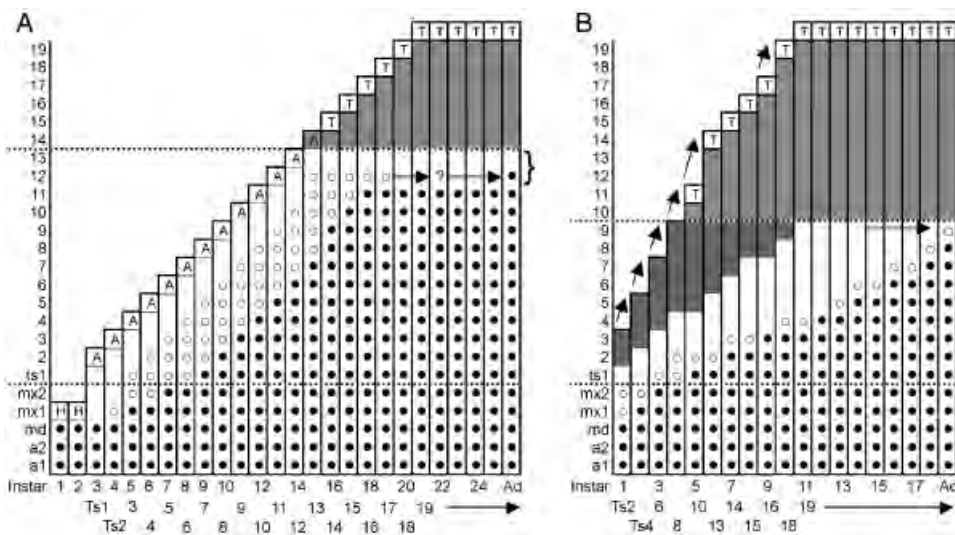 A
T T T T T T
19 T
18 T
17 T
16 T
15 T
14 A
13 A
12 A ?
11 A
10 A
9 A
8 A
7 A
6 A
5 A
4 A
3 A
2 A
ts1
mx2
mx1 H H
md
a2
a1
Instar 1 2 3 4 5 6 7 8 9 10 12 14 16 18 20 22 24 Ad
Ts1 3 5 7 9 11 13 15 17 19
Ts2 4 6 8 10 12 14 16 18
B
T T T T T T T T T
19 T
18
17 T
16 T
15 T
14 T
13
12
11 T
10
9
8
7
6
5
4
3
2
ts1
mx2
mx1
md
a2
a1
Instar 1 3 5 7 9 11 13 15 17 Ad
Ts2 6 10 14 16 19
Ts4 8 13 15 18